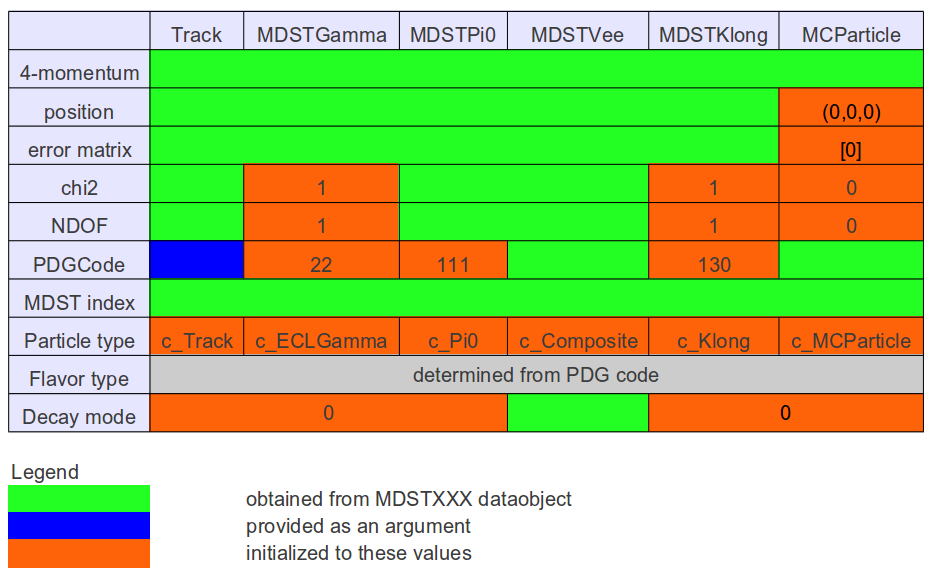 Track MDSTGamma MDSTPi0 MDSTVee MDSTKlong MCParticle
4-momentum
position (0,0,0)
error matrix [0]
chi2 1 1 0
NDOF 1 1 0
PDGCode 22 111 130
MDST index
Particle type c_Track c_ECLGamma c_Pi0 c_Composite c_Klong c_MCParticle
Flavor type determined from PDG code
Decay mode 0 0
Legend
obtained from MDSTXXX dataobject
provided as an argument
initialized to these values